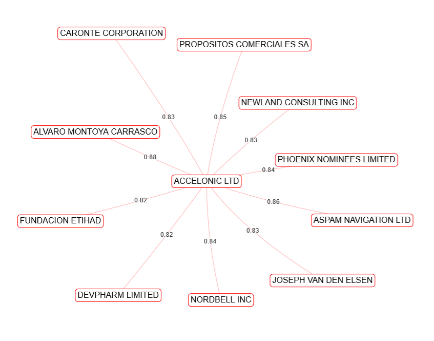 CARONTE CORPORATION
PROPOSITOS COMERCIALES SA
NEWLAND CONSULTING INC
0.83
0.85
0.83
ALVARO MONTOYA CARRASCO
0.88
PHOENIX NOMINEES LIMITED
0.84
ACCELONIC LTD
0.82
0.86
FUNDACION ETIHAD
ASPAM NAVIGATION LTD
0.82
0.84
0.83
JOSEPH VAN DEN ELSEN
DEVPHARM LIMITED
NORDBELL INC